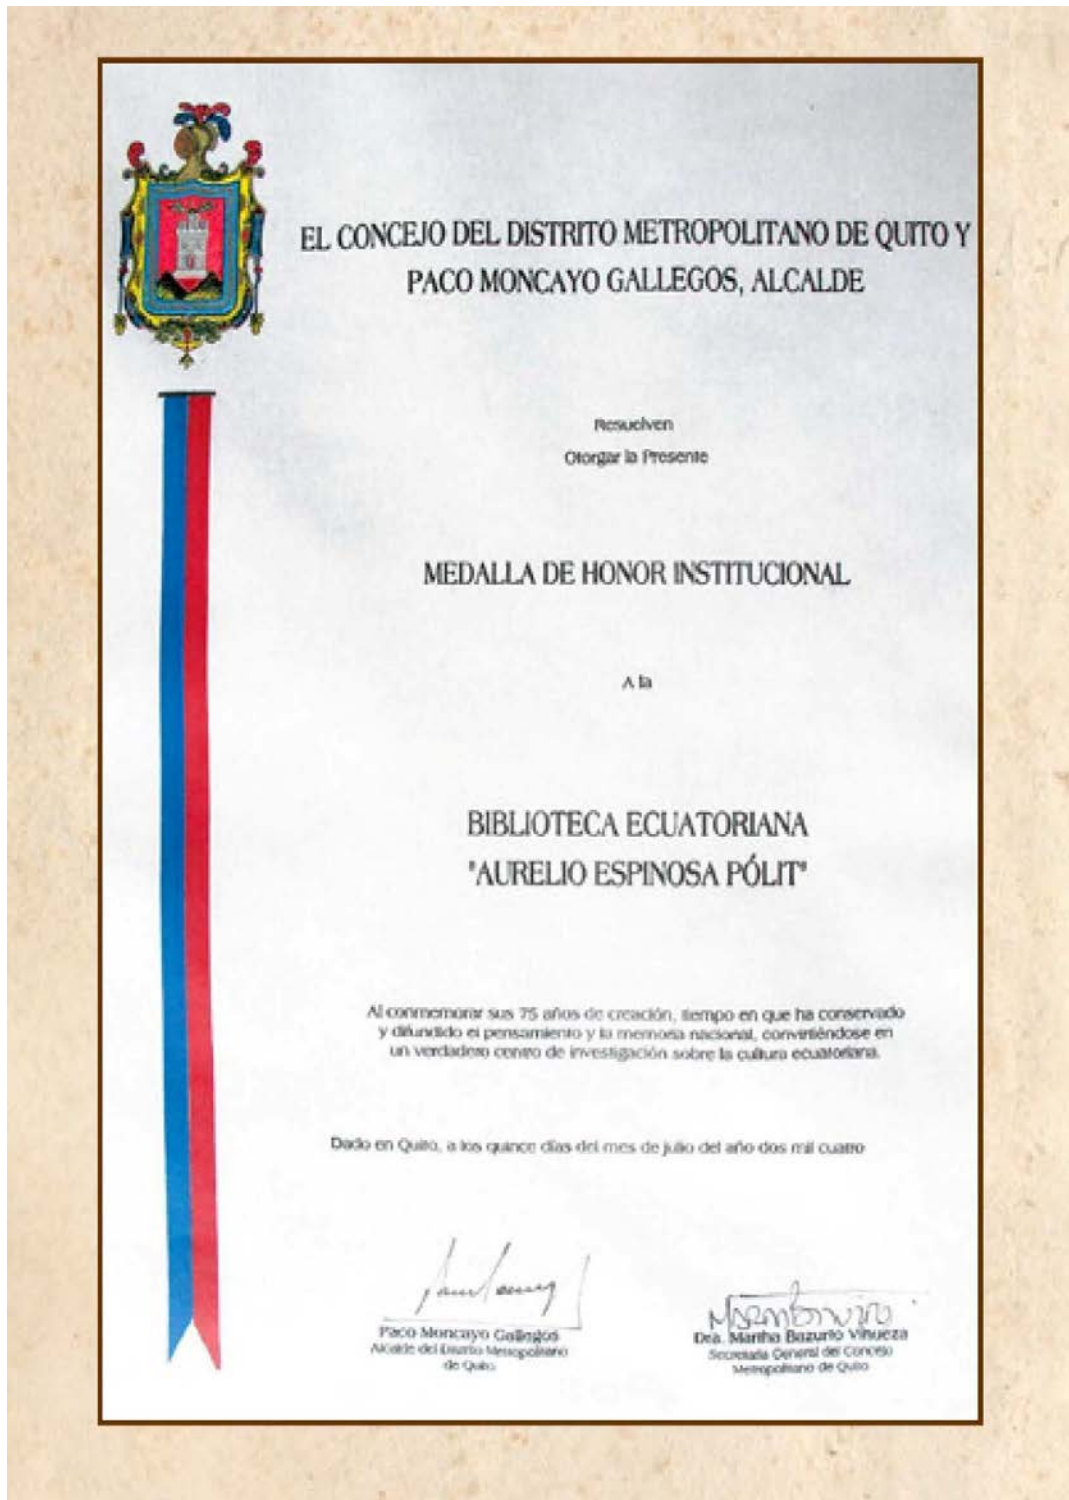 EL CONCEJO DEL DISTRITO METROPOLITANO DE QUITO Y
PACO MONCAYO GALLEGOS, ALCALDE
Resuelven
Otorgar la Presente
MEDALLA DE HONOR INSTITUCIONAL
A la
BIBLIOTECA ECUATORIANA
"AURELIO ESPINOSA PÓLIT"
Al conmemorar sus 75 años de creación, tiempo en que ha conservado
y difundido el pensamiento y la memoria nacional, convirtiéndose en
un verdadero centro de investigación sobre la cultura ecuatoriana.
Dado en Quito, a los quince días del mes de julio del año dos mil cuatro
Paco Moncayo Gallegos
Alcalde del Distrito Metropolitano
de Quito
Dra. Martha Bazurto Vinueza
Secretaria General del Concejo
Metropolitano de Quito